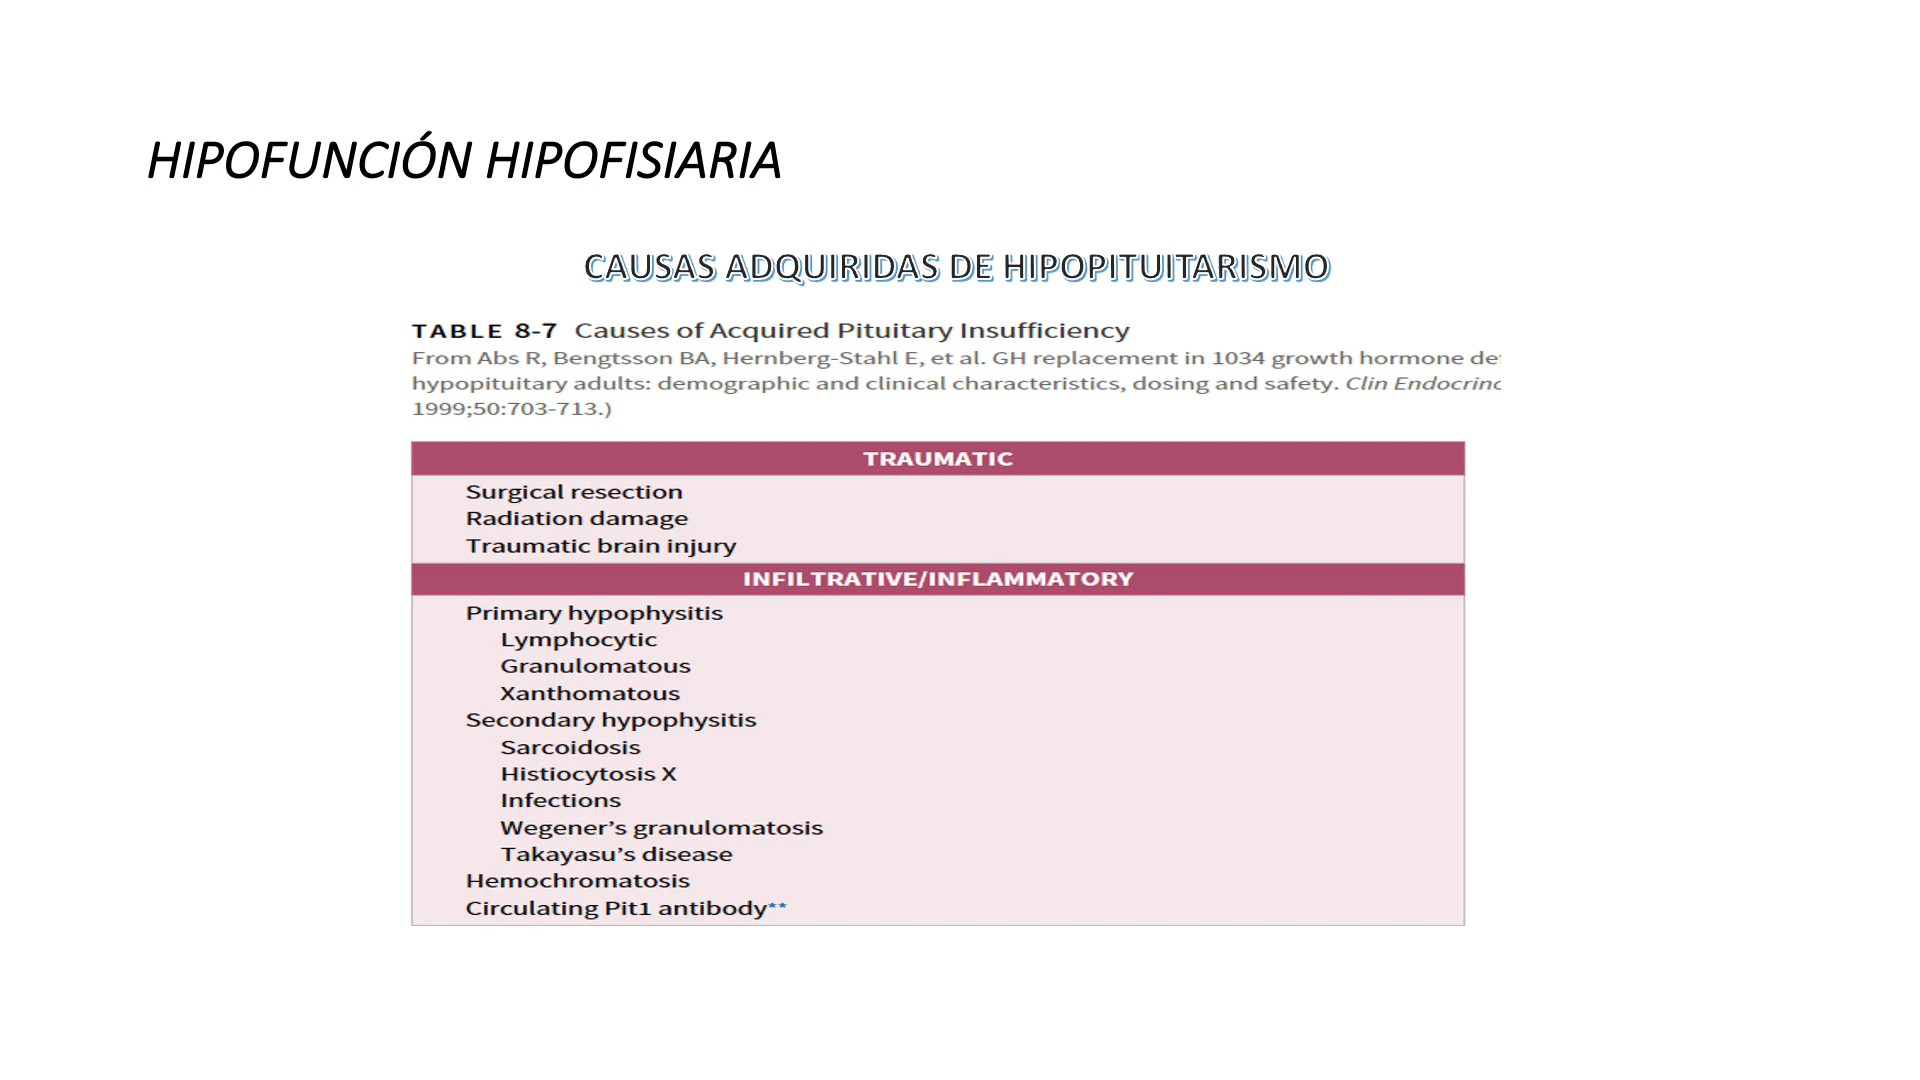 HIPOFUNCIÓN HIPOFISIARIA
CAUSAS ADQUIRIDAS DE HIPOPITUITARISMO
TABLE 8-7 Causes of Acquired Pituitary Insufficiency
From Abs R, Bengtsson BA, Hernberg-Stahl E, et al. GH replacement in 1034 growth hormone
hypopituitary adults: demographic and clinical characteristics, dosing and safety. Clin
1999;50:703-713.)
TRAUMATIC
Surgical resection
Radiation damage
Traumatic brain injury
INFILTRATIVE/INFLAMMATORY
Primary hypophysitis
Lymphocytic
Granulomatous
Xanthomatous
Secondary hypophysitis
Sarcoidosis
Histiocytosis X
Infections
Wegener’s granulomatosis
Takayasu’s disease
Hemochromatosis
Circulating Pit1 antibody**